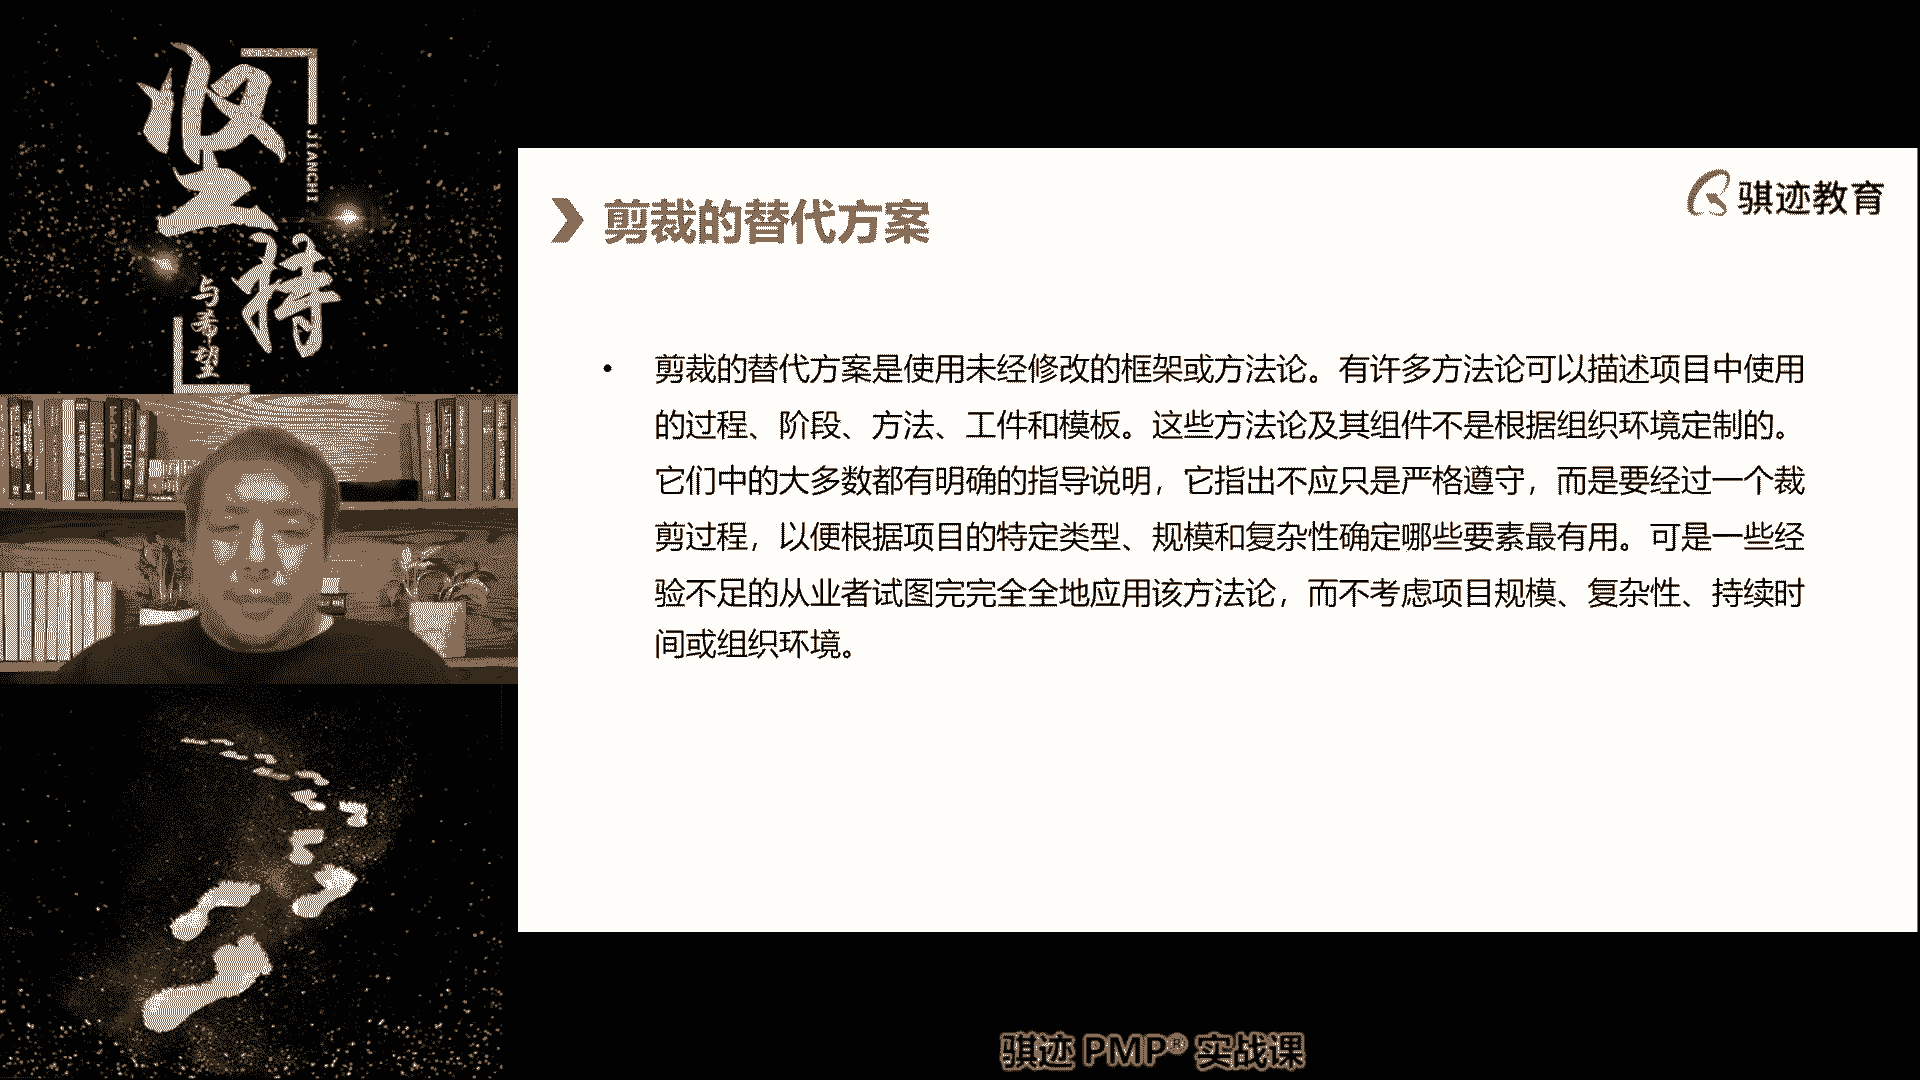 坚持
JIANCHI
与希望
骐迹教育
剪裁的替代方案
• 剪裁的替代方案是使用未经修改的框架或方法论。有许多方法论可以描述项目中使用
的过程、阶段、方法、工件和模板。这些方法论及其组件不是根据组织环境定制的。
它们中的大多数都有明确的指导说明，它指出不应只是严格遵守，而是要经过一个裁
剪过程，以便根据项目的特定类型、规模和复杂性确定哪些要素最有用。可是一些经
验不足的从业者试图完完全全地应用该方法论，而不考虑项目规模、复杂性、持续时
间或组织环境。
骐迹 PMP® 实战课